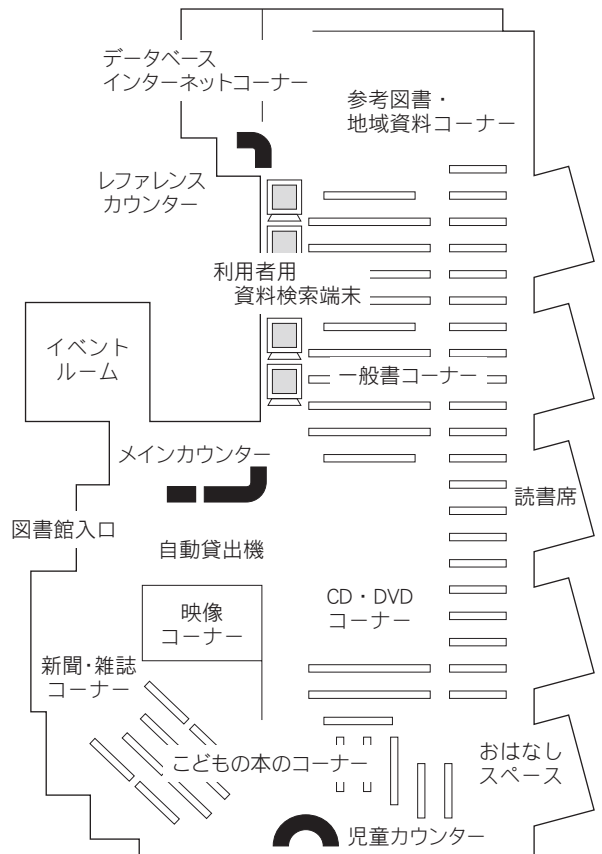 データベース
インターネットコーナー
参考図書・
地域資料コーナー
レファレンス
カウンター
利用者用
資料検索端末
イベント
ルーム
一般書コーナー
メインカウンター
読書席
図書館入口
自動貸出機
映像
コーナー
CD・DVD
コーナー
新聞・雑誌
コーナー
こどもの本のコーナー
おはなし
スペース
児童カウンター